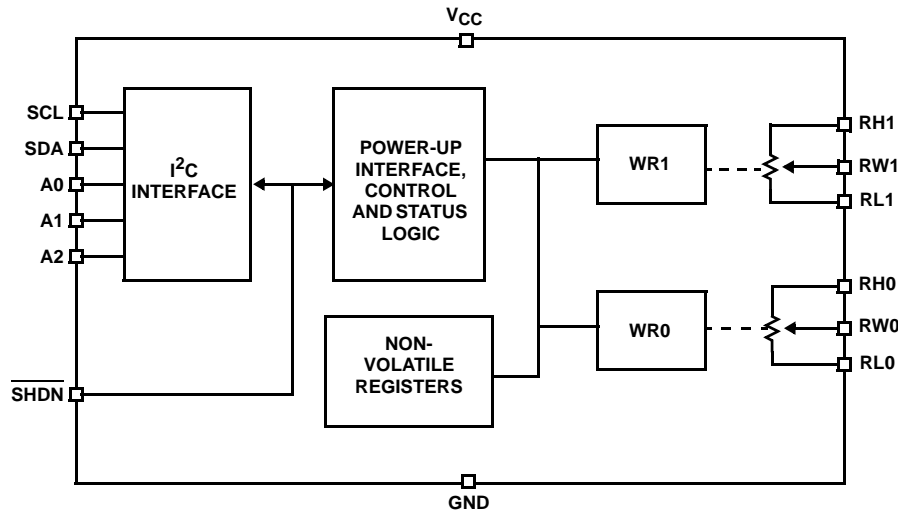 VCC
SCL
SDA
A0
A1
A2
I²C
INTERFACE
POWER-UP
INTERFACE,
CONTROL
AND STATUS
LOGIC
WR1
RH1
RW1
RL1
NON-
VOLATILE
REGISTERS
WR0
RH0
RW0
RL0
SHDN
GND